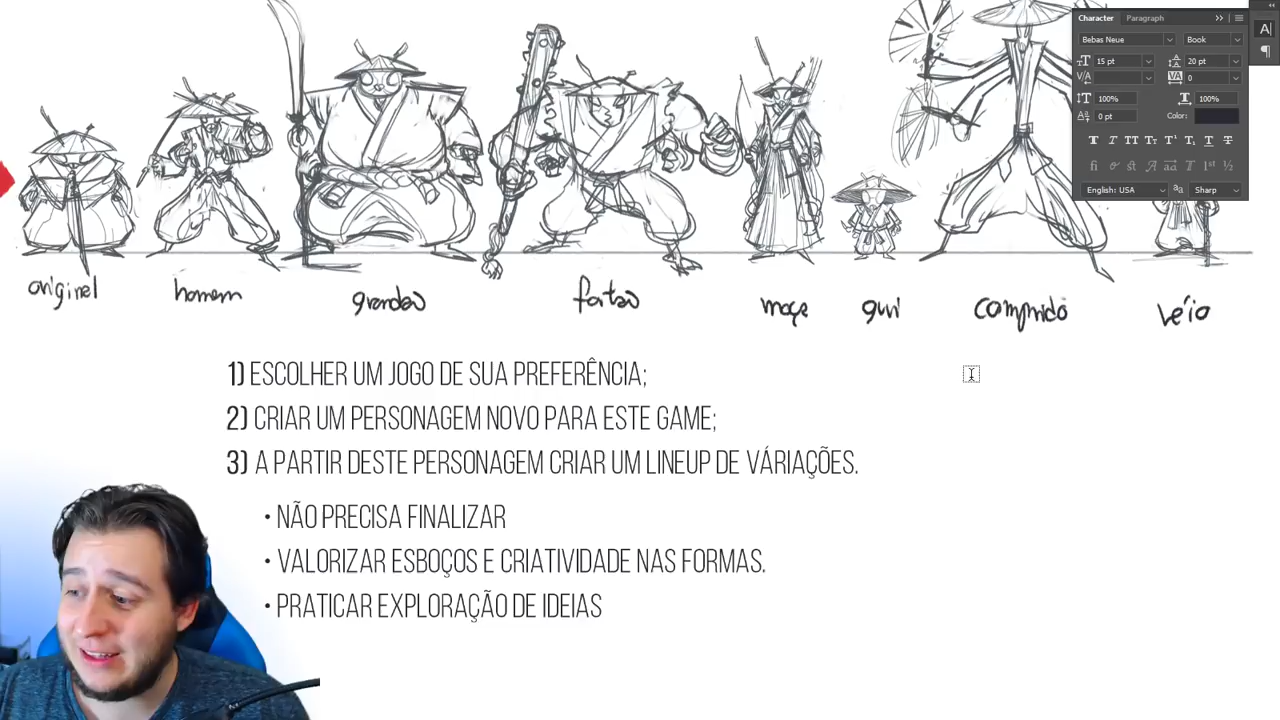 Character Paragraph
Bebas Neue Book
15 pt 20 pt
0
100% 100%
0 pt Color:
English: USA Sharp
original homem grandão fortão moça gui comprido véio
1) ESCOLHER UM JOGO DE SUA PREFERÊNCIA;
2) CRIAR UM PERSONAGEM NOVO PARA ESTE GAME;
3) A PARTIR DESTE PERSONAGEM CRIAR UM LINEUP DE VÁRIAÇÕES.
• NÃO PRECISA FINALIZAR
• VALORIZAR ESBOÇOS E CRIATIVIDADE NAS FORMAS.
• PRATICAR EXPLORAÇÃO DE IDEIAS